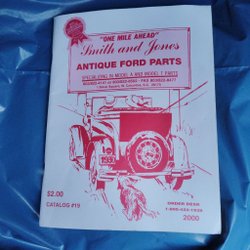 "ONE MILE AHEAD"
Smith and Jones
ANTIQUE FORD PARTS
SPECIALIZING IN MODEL A AND MODEL T PARTS
1930
$2.00
CATALOG #19
ORDER DESK
2000